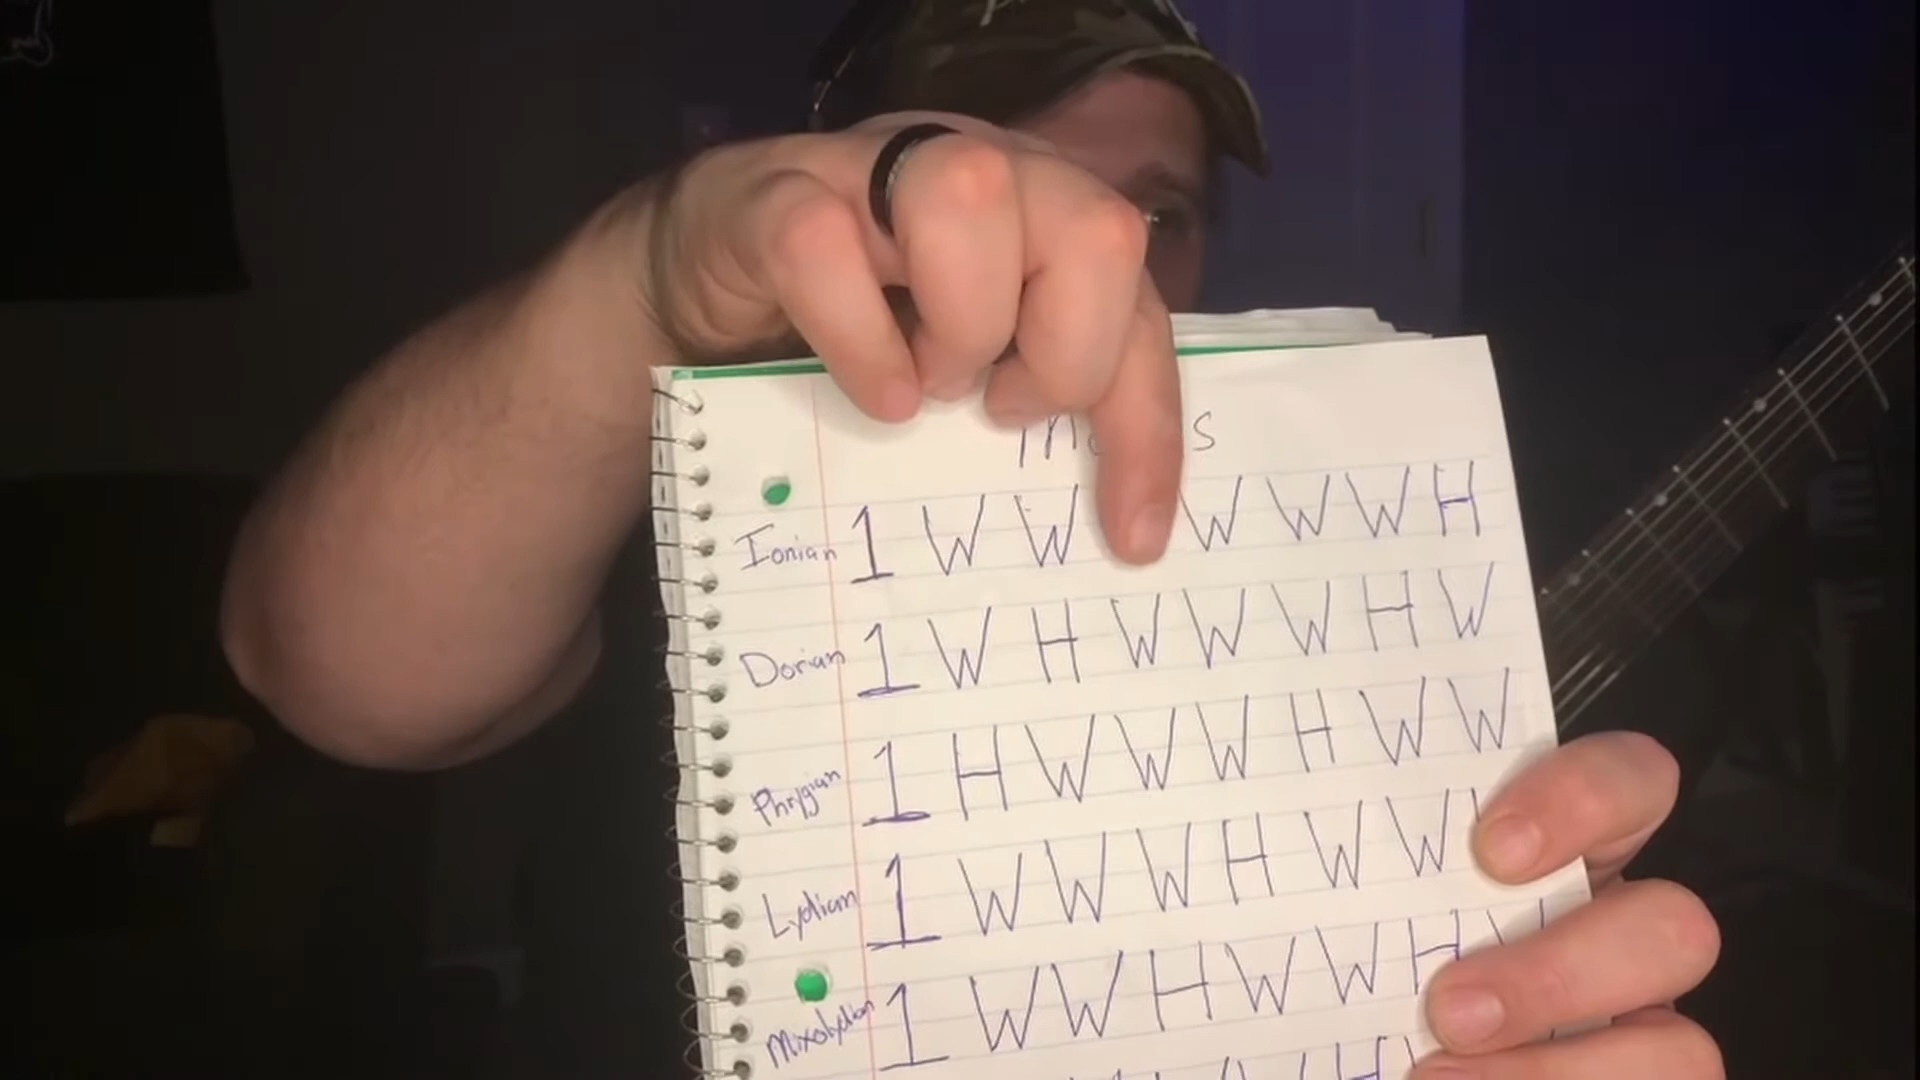 Ionian 1 W W W W W H
Dorian 1 W H W W W H W
Phrygian 1 H W W W H W W
Lydian 1 W W W H W W
Mixolydian 1 W W H W W H W